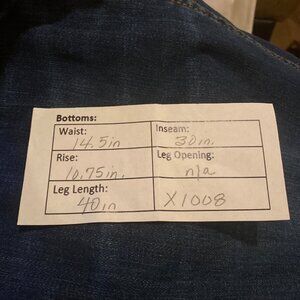 Bottoms:
Waist: Inseam:
14.5in 30in.
Rise: Leg Opening:
10.75in. n/a
Leg Length:
40in X1008